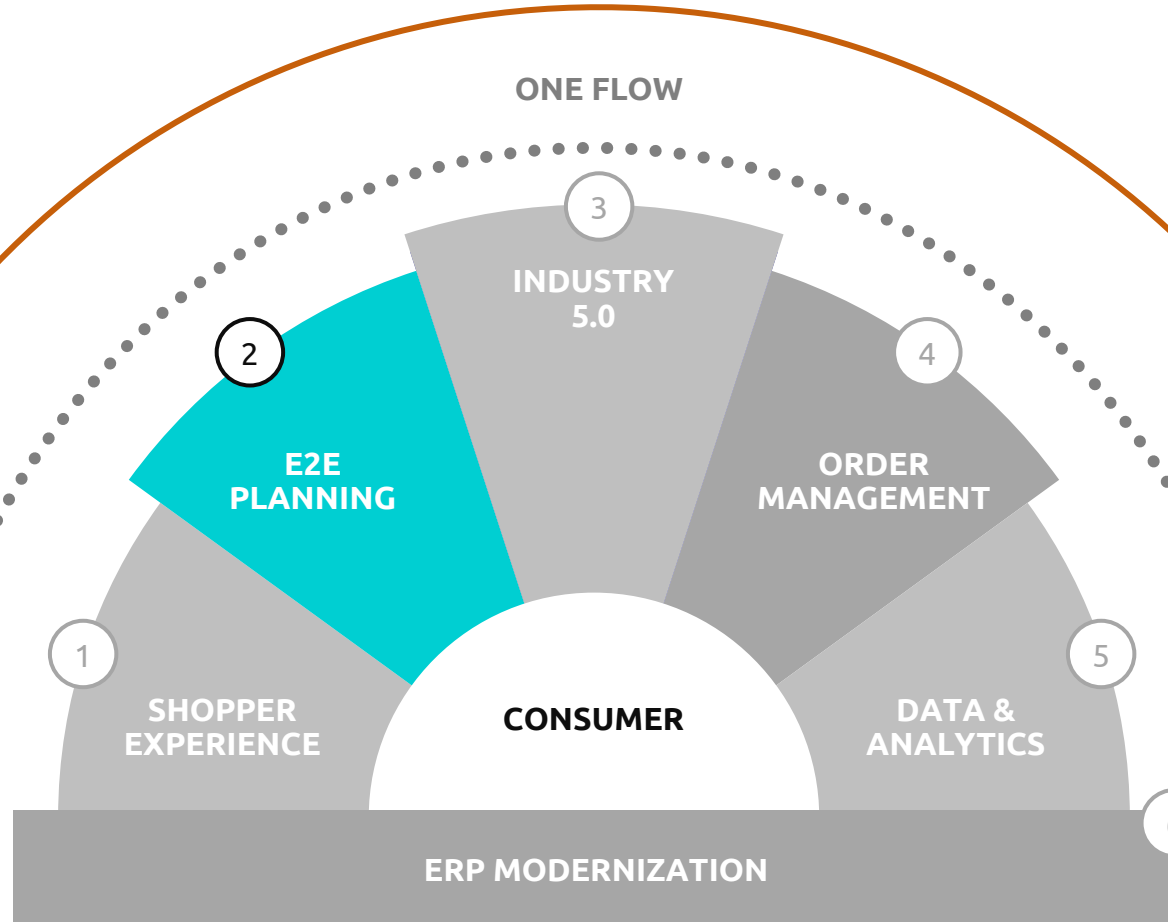 ONE FLOW
3
INDUSTRY
5.0
2
4
E2E
PLANNING
ORDER
MANAGEMENT
1
5
SHOPPER
EXPERIENCE
CONSUMER
DATA &
ANALYTICS
ERP MODERNIZATION